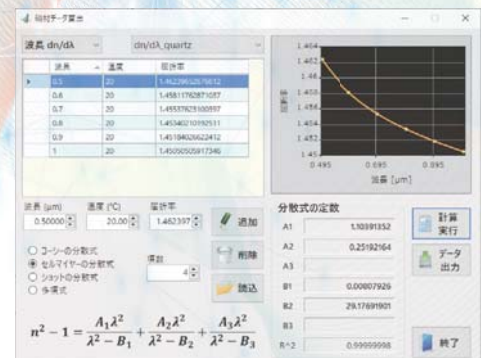 硝材データ算出
波長 dn/dλ
dn/dλ_quartz
波長 温度 屈折率
0.5 20 1.46239652676612
0.6 20 1.45811762871087
0.7 20 1.45537623100597
0.8 20 1.45340210192531
0.9 20 1.45184026622412
1 20 1.45050505917346
1.464
1.462
1.46
1.458
1.456
1.454
1.452
1.45
0.495 0.695 0.895
屈折率
波長 [μm]
波長 (μm) 温度 (℃) 屈折率
0.50000 20.00 1.462397
追加
削除
読込
コーシーの分散式
セルマイヤーの分散式
ショットの分散式
多項式
項数
4
分散式の定数
A1 1.10391352
A2 0.25192164
A3
B1 0.00807926
B2 29.17691901
B3
R^2 0.99999998
計算
実行
データ
出力
終了
n² − 1 = A₁λ²/(λ² − B₁) + A₂λ²/(λ² − B₂) + A₃λ²/(λ² − B₃)